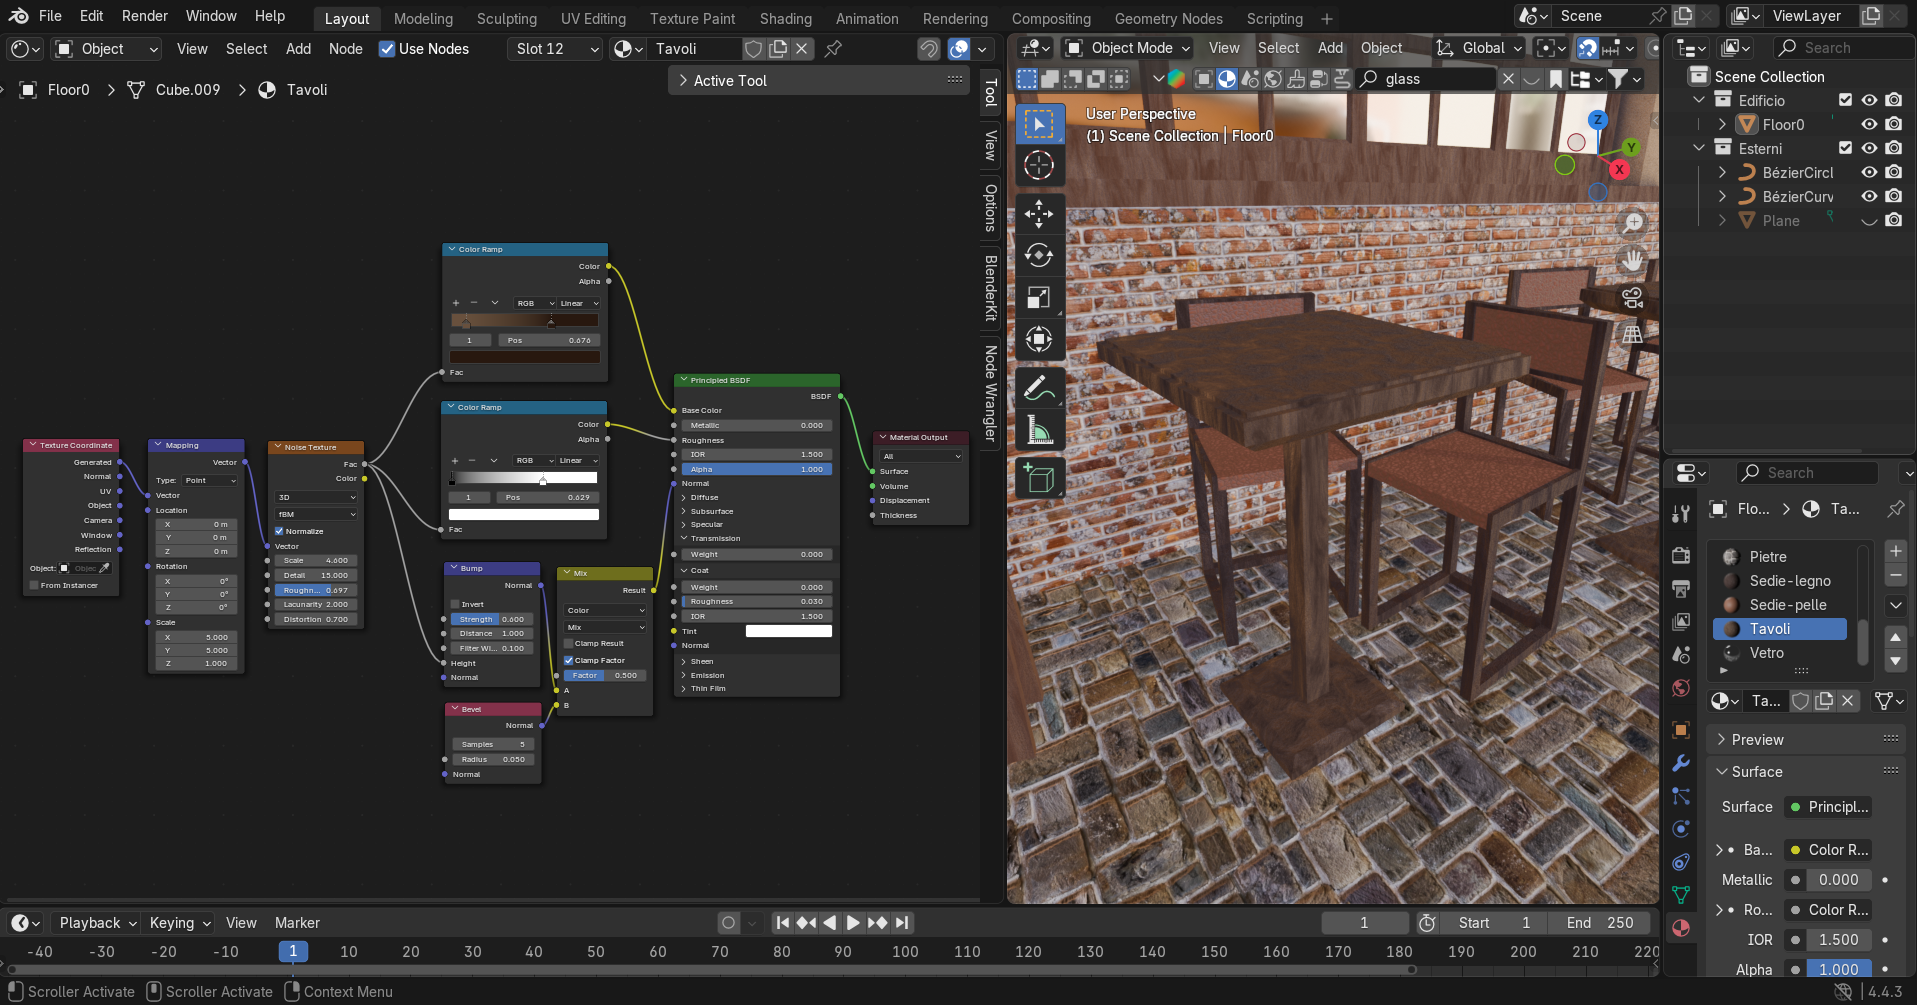 File Edit Render Window Help Layout Modeling Sculpting UV Editing Texture Paint Shading Animation Rendering Compositing Geometry Nodes Scripting + Scene ViewLayer
Object View Select Add Node Use Nodes Slot 12 Tavoli
Object Mode View Select Add Object Global Search
Floor0 > Cube.009 > Tavoli
Active Tool
Tool
View
Options
BlenderKit
Node Wrangler
glass
User Perspective
(1) Scene Collection | Floor0
Z
Y
X
Scene Collection
Edificio
Floor0
Esterni
BézierCircl
BézierCurv
Plane
Texture Coordinate
Generated
Normal
UV
Object
Camera
Window
Reflection
Object: Objec
From Instancer
Mapping
Vector
Type: Point
Vector
Location
X 0 m
Y 0 m
Z 0 m
Rotation
X 0°
Y 0°
Z 0°
Scale
X 5.000
Y 5.000
Z 1.000
Noise Texture
Fac
Color
3D
fBM
Normalize
Vector
Scale 4.600
Detail 15.000
Roughn... 0.697
Lacunarity 2.000
Distortion 0.700
Color Ramp
Color
Alpha
RGB Linear
1 Pos 0.676
Fac
Color Ramp
Color
Alpha
RGB Linear
1 Pos 0.629
Fac
Bump
Normal
Invert
Strength 0.600
Distance 1.000
Filter Wi... 0.100
Height
Normal
Bevel
Normal
Samples 5
Radius 0.050
Normal
Mix
Result
Color
Mix
Clamp Result
Clamp Factor
Factor 0.500
A
B
Principled BSDF
BSDF
Base Color
Metallic 0.000
Roughness
IOR 1.500
Alpha 1.000
Normal
Diffuse
Subsurface
Specular
Transmission
Weight 0.000
Coat
Weight 0.000
Roughness 0.030
IOR 1.500
Tint
Normal
Sheen
Emission
Thin Film
Material Output
All
Surface
Volume
Displacement
Thickness
Search
Flo... > Ta...
Pietre
Sedie-legno
Sedie-pelle
Tavoli
Vetro
Ta...
Preview
Surface
Surface Principl...
Ba... Color R...
Metallic 0.000
Ro... Color R...
IOR 1.500
Alpha 1.000
Playback Keying View Marker 1 Start 1 End 250
-40 -30 -20 -10 1 10 20 30 40 50 60 70 80 90 100 110 120 130 140 150 160 170 180 190 200 210 220
Scroller Activate Scroller Activate Context Menu 4.4.3